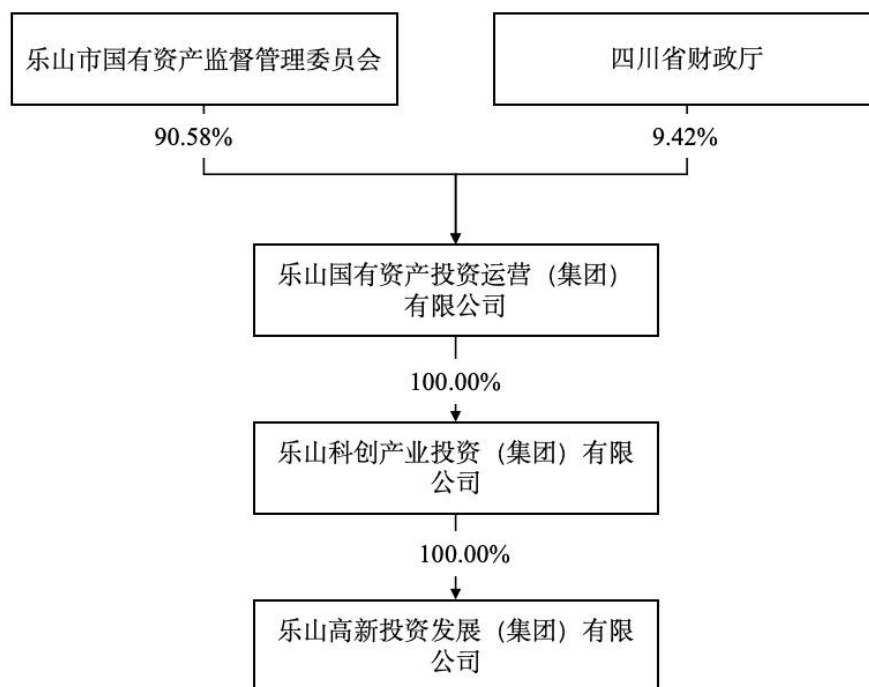 乐山市国有资产监督管理委员会
四川省财政厅
90.58%
9.42%
乐山国有资产投资运营（集团）
有限公司
100.00%
乐山科创产业投资（集团）有限
公司
100.00%
乐山高新投资发展（集团）有限
公司